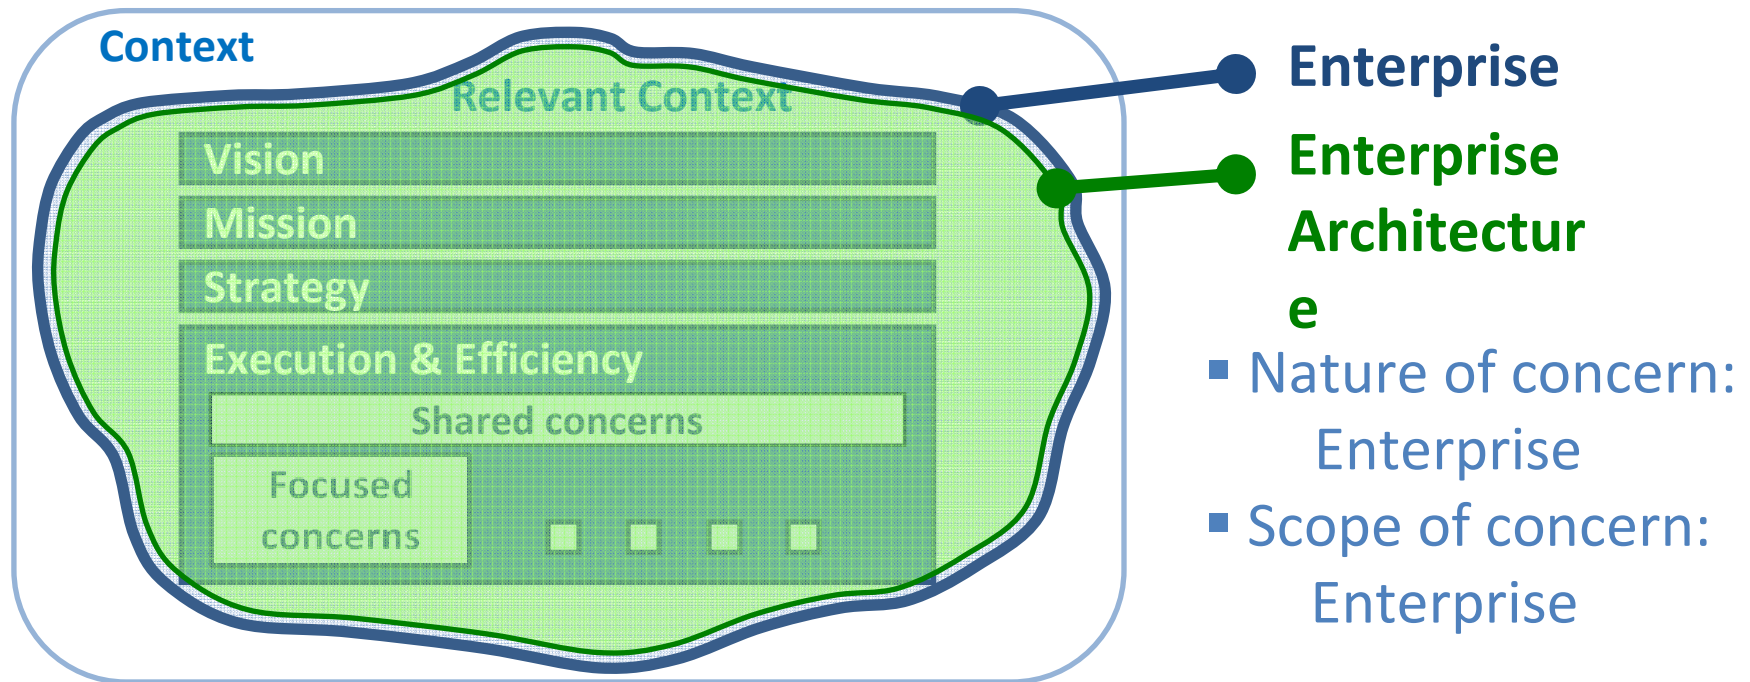 Context
Relevant Context
Vision
Mission
Strategy
Execution & Efficiency
Shared concerns
Focused
concerns
Enterprise
Enterprise
Architectur
e
▪ Nature of concern:
Enterprise
▪ Scope of concern:
Enterprise